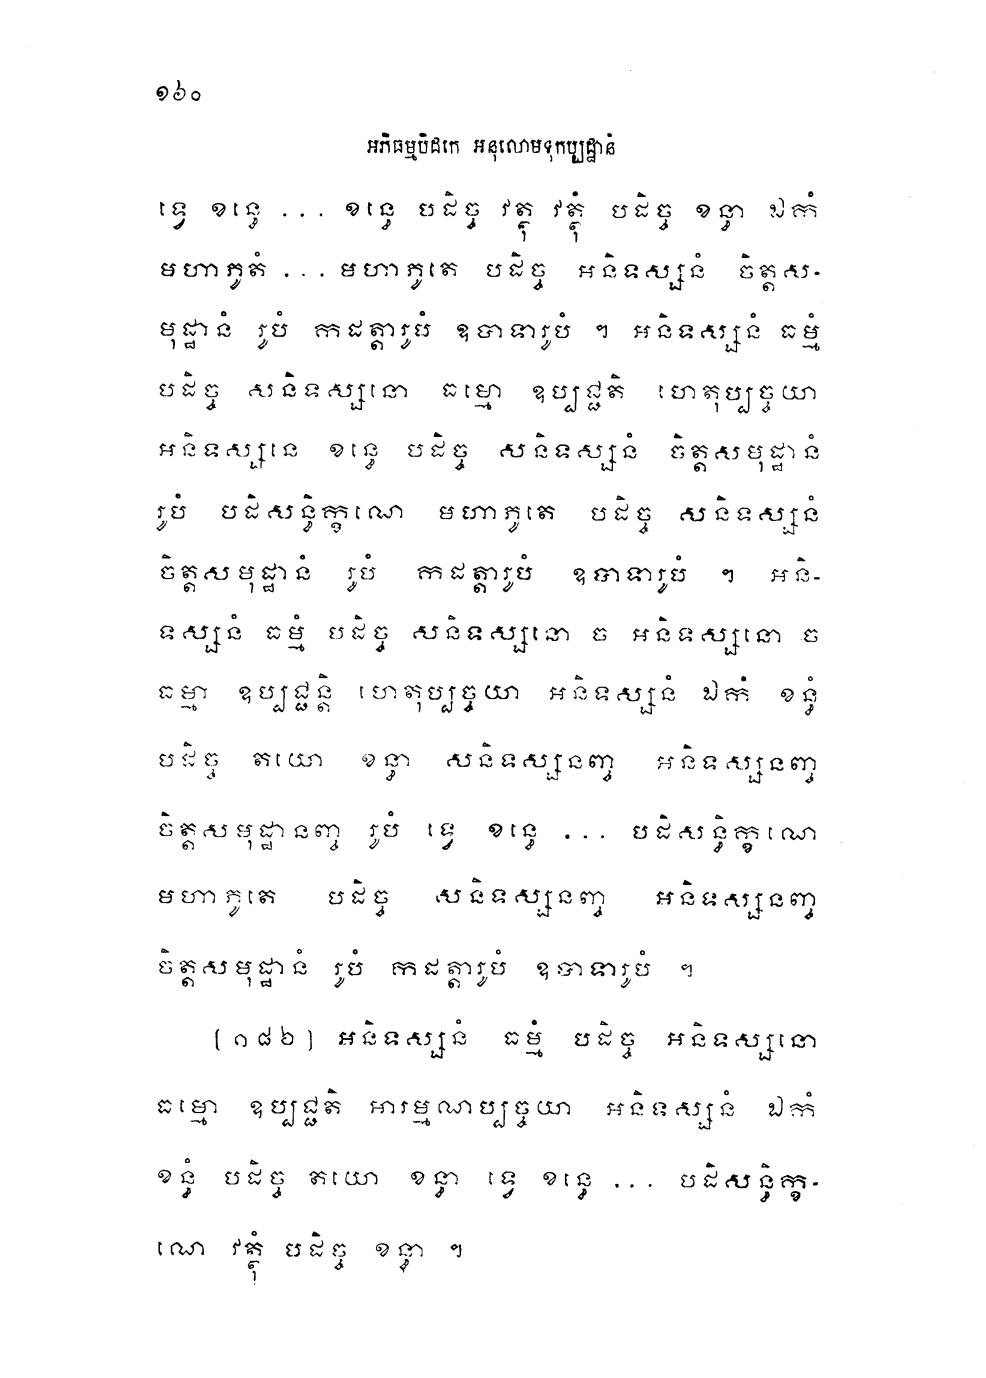 ១៦០
អភិធម្មបិដកេ អនុលោមទុកប្បដ្ឋានំ
ទ្វេ ខន្ធេ ... ខន្ធេ បដិច្ច វត្ថុ វត្ថុំ បដិច្ច ខន្ធា ឯកំ
មហាភូតំ ... មហាភូតេ បដិច្ច អនិទស្សនំ ចិត្តស-
មុដ្ឋានំ រូបំ កដត្តារូបំ ឧបាទារូបំ ។ អនិទស្សនំ ធម្មំ
បដិច្ច សនិទស្សនោ ធម្មោ ឧប្បជ្ជតិ ហេតុប្បច្ចយា
អនិទស្សនេ ខន្ធេ បដិច្ច សនិទស្សនំ ចិត្តសមុដ្ឋានំ
រូបំ បដិសន្ធិក្ខណេ មហាភូតេ បដិច្ច សនិទស្សនំ
ចិត្តសមុដ្ឋានំ រូបំ កដត្តារូបំ ឧបាទារូបំ ។ អនិ-
ទស្សនំ ធម្មំ បដិច្ច សនិទស្សនោ ច អនិទស្សនោ ច
ធម្មា ឧប្បជ្ជន្តិ ហេតុប្បច្ចយា អនិទស្សនំ ឯកំ ខន្ធំ
បដិច្ច តយោ ខន្ធា សនិទស្សនញ្ច អនិទស្សនញ្ច
ចិត្តសមុដ្ឋានញ្ច រូបំ ទ្វេ ខន្ធេ ... បដិសន្ធិក្ខណេ
មហាភូតេ បដិច្ច សនិទស្សនញ្ច អនិទស្សនញ្ច
ចិត្តសមុដ្ឋានំ រូបំ កដត្តារូបំ ឧបាទារូបំ ។
[១៨៦] អនិទស្សនំ ធម្មំ បដិច្ច អនិទស្សនោ
ធម្មោ ឧប្បជ្ជតិ អារម្មណប្បច្ចយា អនិទស្សនំ ឯកំ
ខន្ធំ បដិច្ច តយោ ខន្ធា ទ្វេ ខន្ធេ ... បដិសន្ធិក្ខ-
ណេ វត្ថុំ បដិច្ច ខន្ធា ។